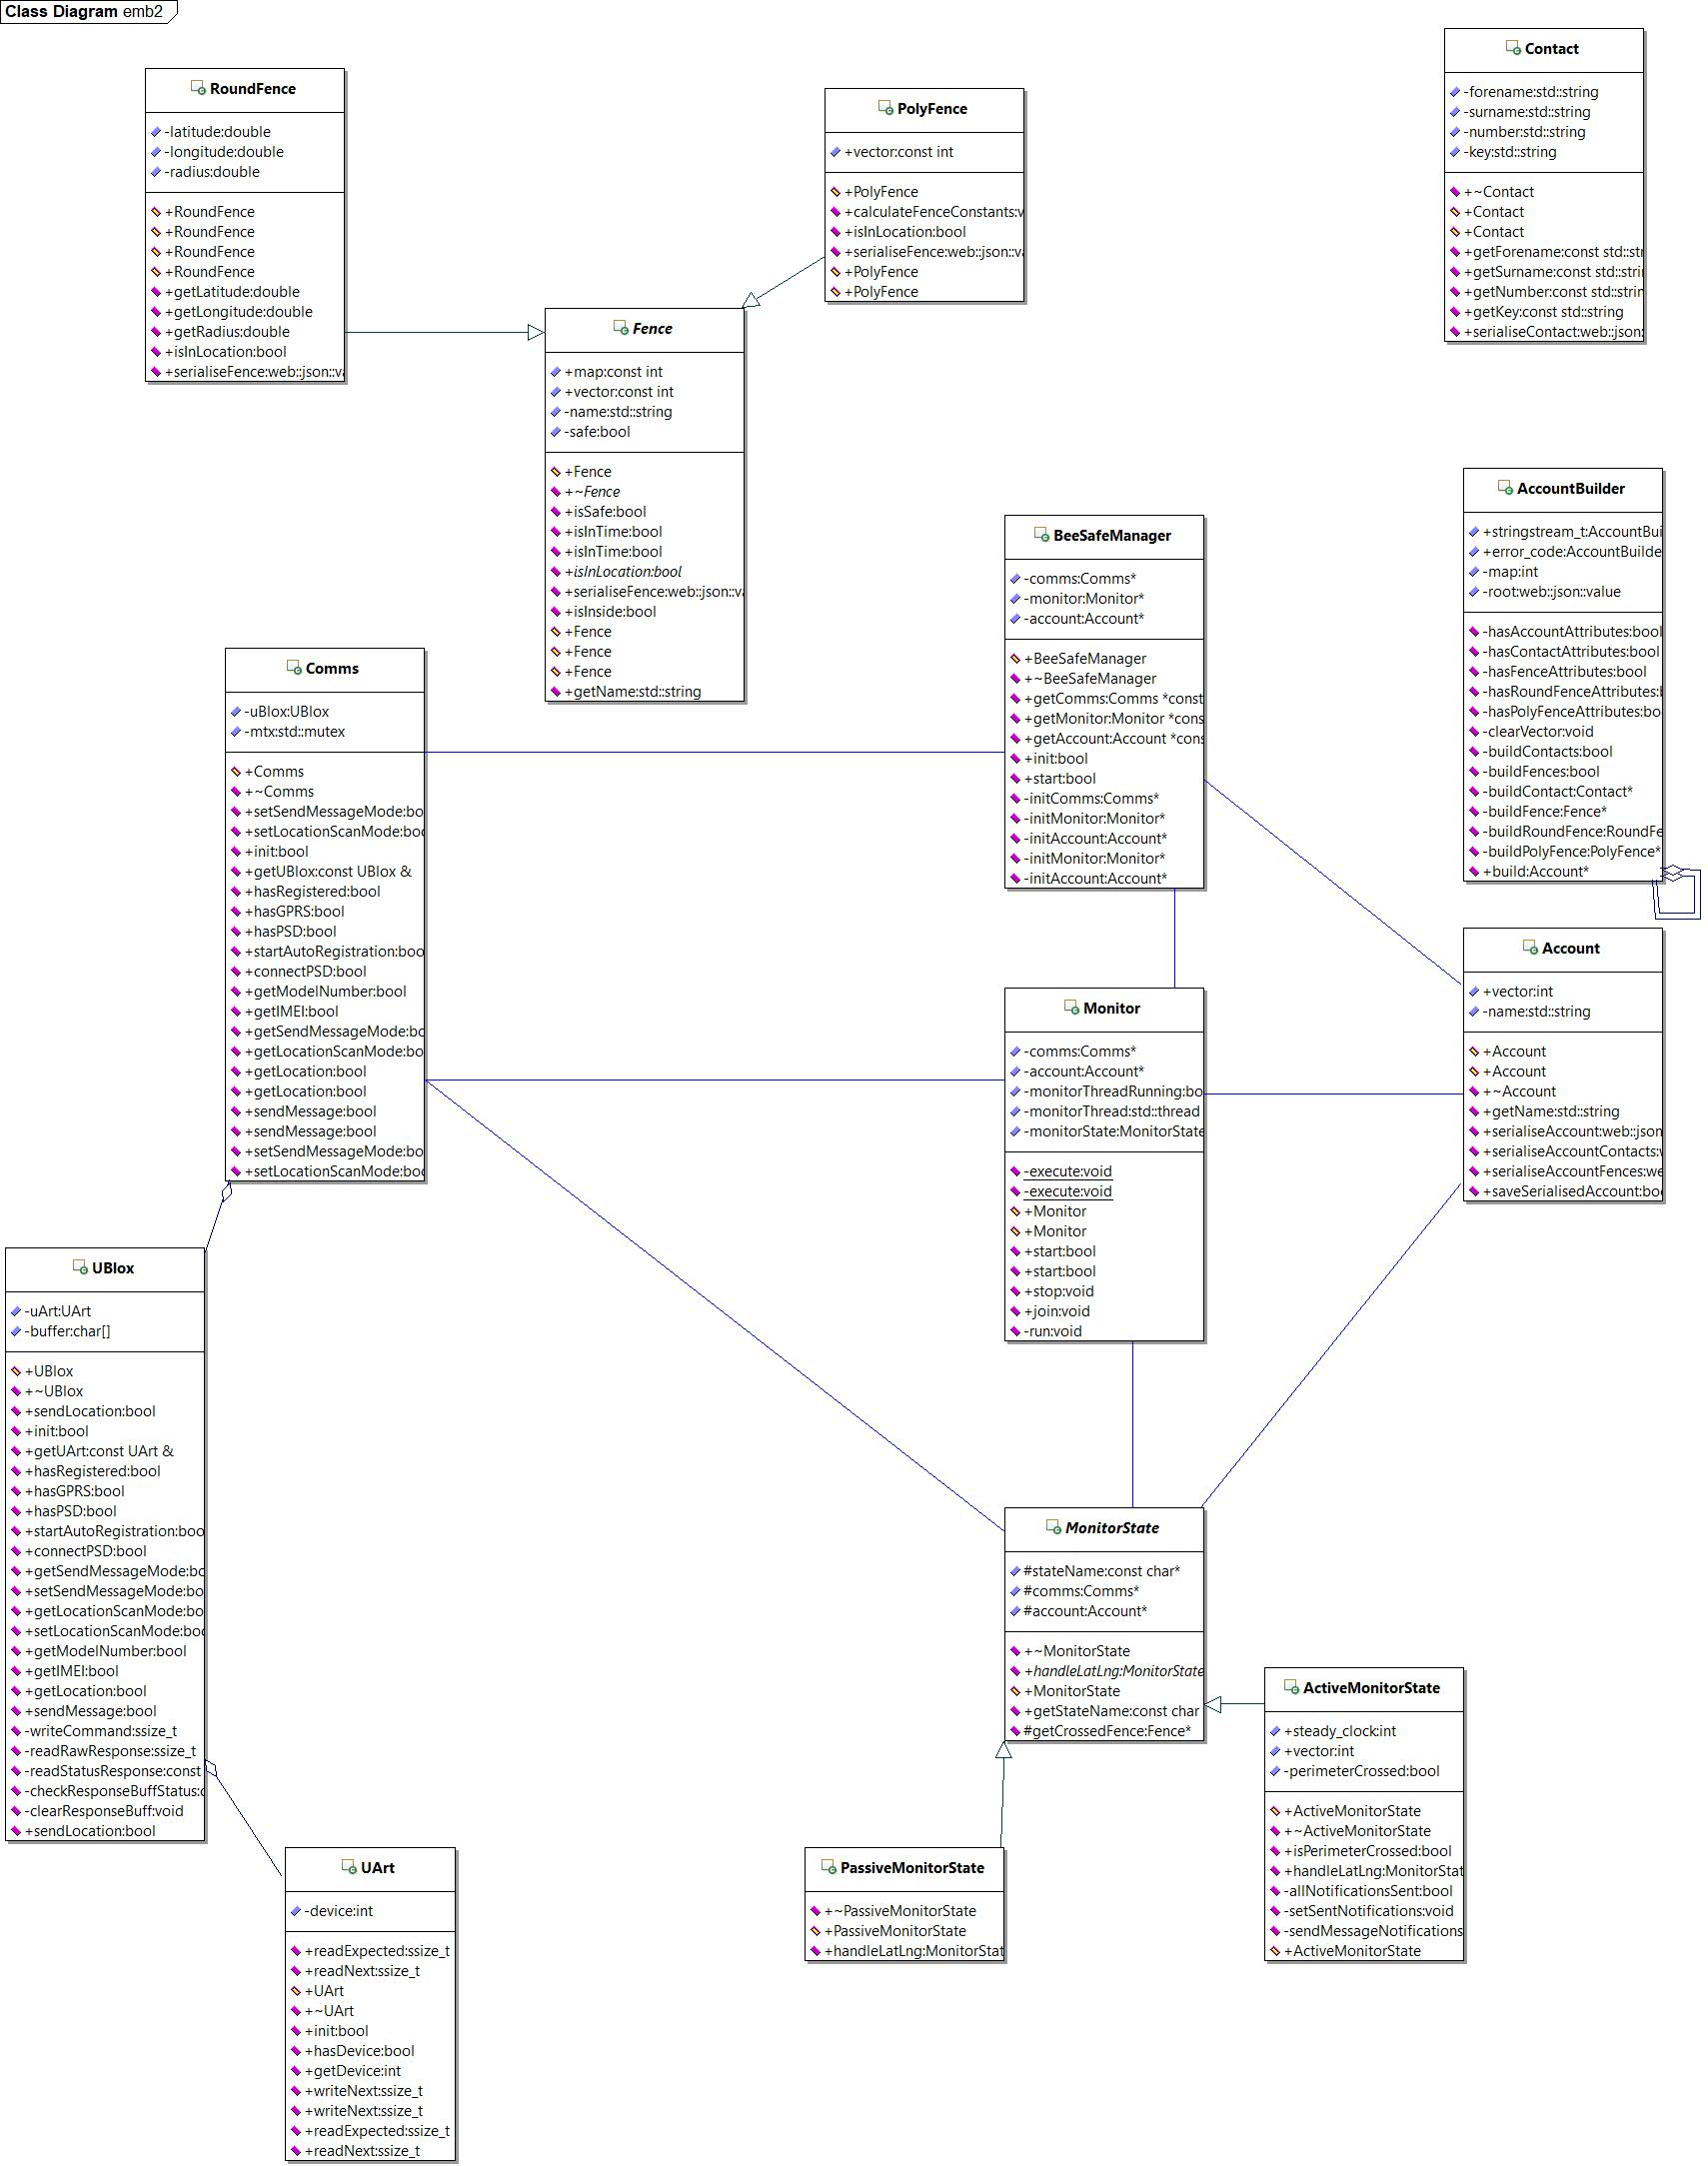 Class Diagram emb2
RoundFence
-latitude:double
-longitude:double
-radius:double
+RoundFence
+RoundFence
+RoundFence
+RoundFence
+getLatitude:double
+getLongitude:double
+getRadius:double
+isInLocation:bool
+serialiseFence:web::json::va
PolyFence
+vector:const int
+PolyFence
+calculateFenceConstants:v
+isInLocation:bool
+serialiseFence:web::json::va
+PolyFence
+PolyFence
Contact
-forename:std::string
-surname:std::string
-number:std::string
-key:std::string
+~Contact
+Contact
+Contact
+getForename:const std::str
+getSurname:const std::strin
+getNumber:const std::strin
+getKey:const std::string
+serialiseContact:web::json:
Fence
+map:const int
+vector:const int
-name:std::string
-safe:bool
+Fence
+~Fence
+isSafe:bool
+isInTime:bool
+isInTime:bool
+isInLocation:bool
+serialiseFence:web::json::va
+isInside:bool
+Fence
+Fence
+Fence
+getName:std::string
AccountBuilder
+stringstream_t:AccountBui
+error_code:AccountBuilde
-map:int
-root:web::json::value
-hasAccountAttributes:bool
-hasContactAttributes:bool
-hasFenceAttributes:bool
-hasRoundFenceAttributes:b
-hasPolyFenceAttributes:bo
-clearVector:void
-buildContacts:bool
-buildFences:bool
-buildContact:Contact*
-buildFence:Fence*
-buildRoundFence:RoundFe
-buildPolyFence:PolyFence*
+build:Account*
BeeSafeManager
-comms:Comms*
-monitor:Monitor*
-account:Account*
+BeeSafeManager
+~BeeSafeManager
+getComms:Comms *const
+getMonitor:Monitor *cons
+getAccount:Account *cons
+init:bool
+start:bool
-initComms:Comms*
-initMonitor:Monitor*
-initAccount:Account*
-initMonitor:Monitor*
-initAccount:Account*
Comms
-uBlox:UBlox
-mtx:std::mutex
+Comms
+~Comms
+setSendMessageMode:bo
+setLocationScanMode:boo
+init:bool
+getUBlox:const UBlox &
+hasRegistered:bool
+hasGPRS:bool
+hasPSD:bool
+startAutoRegistration:boo
+connectPSD:bool
+getModelNumber:bool
+getIMEI:bool
+getSendMessageMode:bo
+getLocationScanMode:bo
+getLocation:bool
+getLocation:bool
+sendMessage:bool
+sendMessage:bool
+setSendMessageMode:bo
+setLocationScanMode:boo
Account
+vector:int
-name:std::string
+Account
+Account
+~Account
+getName:std::string
+serialiseAccount:web::json
+serialiseAccountContacts:w
+serialiseAccountFences:we
+saveSerialisedAccount:boo
Monitor
-comms:Comms*
-account:Account*
-monitorThreadRunning:bo
-monitorThread:std::thread
-monitorState:MonitorState
-execute:void
-execute:void
+Monitor
+Monitor
+start:bool
+start:bool
+stop:void
+join:void
-run:void
UBlox
-uArt:UArt
-buffer:char[]
+UBlox
+~UBlox
+sendLocation:bool
+init:bool
+getUArt:const UArt &
+hasRegistered:bool
+hasGPRS:bool
+hasPSD:bool
+startAutoRegistration:boo
+connectPSD:bool
+getSendMessageMode:bo
+setSendMessageMode:bo
+getLocationScanMode:bo
+setLocationScanMode:boo
+getModelNumber:bool
+getIMEI:bool
+getLocation:bool
+sendMessage:bool
-writeCommand:ssize_t
-readRawResponse:ssize_t
-readStatusResponse:const
-checkResponseBuffStatus:c
-clearResponseBuff:void
+sendLocation:bool
MonitorState
#stateName:const char*
#comms:Comms*
#account:Account*
+~MonitorState
+handleLatLng:MonitorState
+MonitorState
+getStateName:const char
#getCrossedFence:Fence*
ActiveMonitorState
+steady_clock:int
+vector:int
-perimeterCrossed:bool
+ActiveMonitorState
+~ActiveMonitorState
+isPerimeterCrossed:bool
+handleLatLng:MonitorStat
-allNotificationsSent:bool
-setSentNotifications:void
-sendMessageNotifications
+ActiveMonitorState
PassiveMonitorState
+~PassiveMonitorState
+PassiveMonitorState
+handleLatLng:MonitorStat
UArt
-device:int
+readExpected:ssize_t
+readNext:ssize_t
+UArt
+~UArt
+init:bool
+hasDevice:bool
+getDevice:int
+writeNext:ssize_t
+writeNext:ssize_t
+readExpected:ssize_t
+readNext:ssize_t